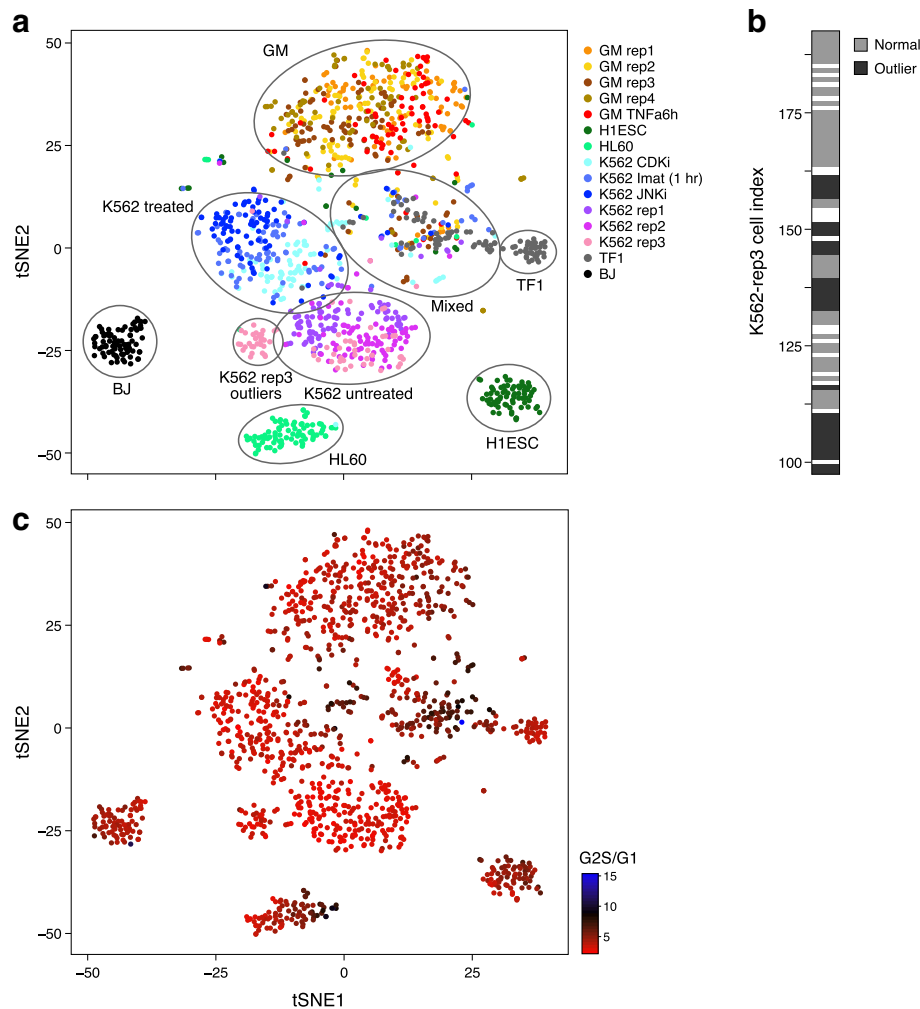 a
tSNE2
50
25
0
−25
−50
GM
K562 treated
Mixed
TF1
BJ
K562 rep3
outliers
K562 untreated
H1ESC
HL60
GM rep1
GM rep2
GM rep3
GM rep4
GM TNFa6h
H1ESC
HL60
K562 CDKi
K562 Imat (1 hr)
K562 JNKi
K562 rep1
K562 rep2
K562 rep3
TF1
BJ
b
K562-rep3 cell index
175
150
125
100
Normal
Outlier
c
tSNE2
50
25
0
−25
−50
−50
−25
0
25
tSNE1
G2S/G1
15
10
5